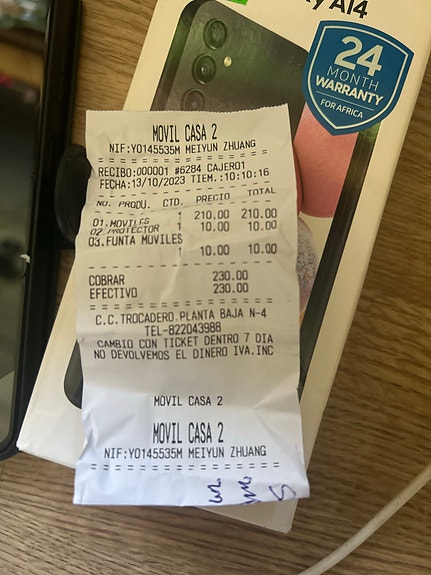 y A14
24
MONTH
WARRANTY
FOR AFRICA
MOVIL CASA 2
NIF:Y0145535M MEIYUN ZHUANG
RECIBO:000001 #6284 CAJERO1
FECHA:13/10/2023 TIEM.:10:10:16
NO. PRODU. CTD. PRECIO TOTAL
01.MOVILES 1 210.00 210.00
02.PROTECTOR 1 10.00 10.00
03.FUNTA MOVILES
1 10.00 10.00
COBRAR 230.00
EFECTIVO 230.00
C.C.TROCADERO.PLANTA BAJA N-4
TEL-822043988
CAMBIO CON TICKET DENTRO 7 DIA
NO DEVOLVEMOS EL DINERO IVA.INC
MOVIL CASA 2
MOVIL CASA 2
NIF:Y0145535M MEIYUN ZHUANG